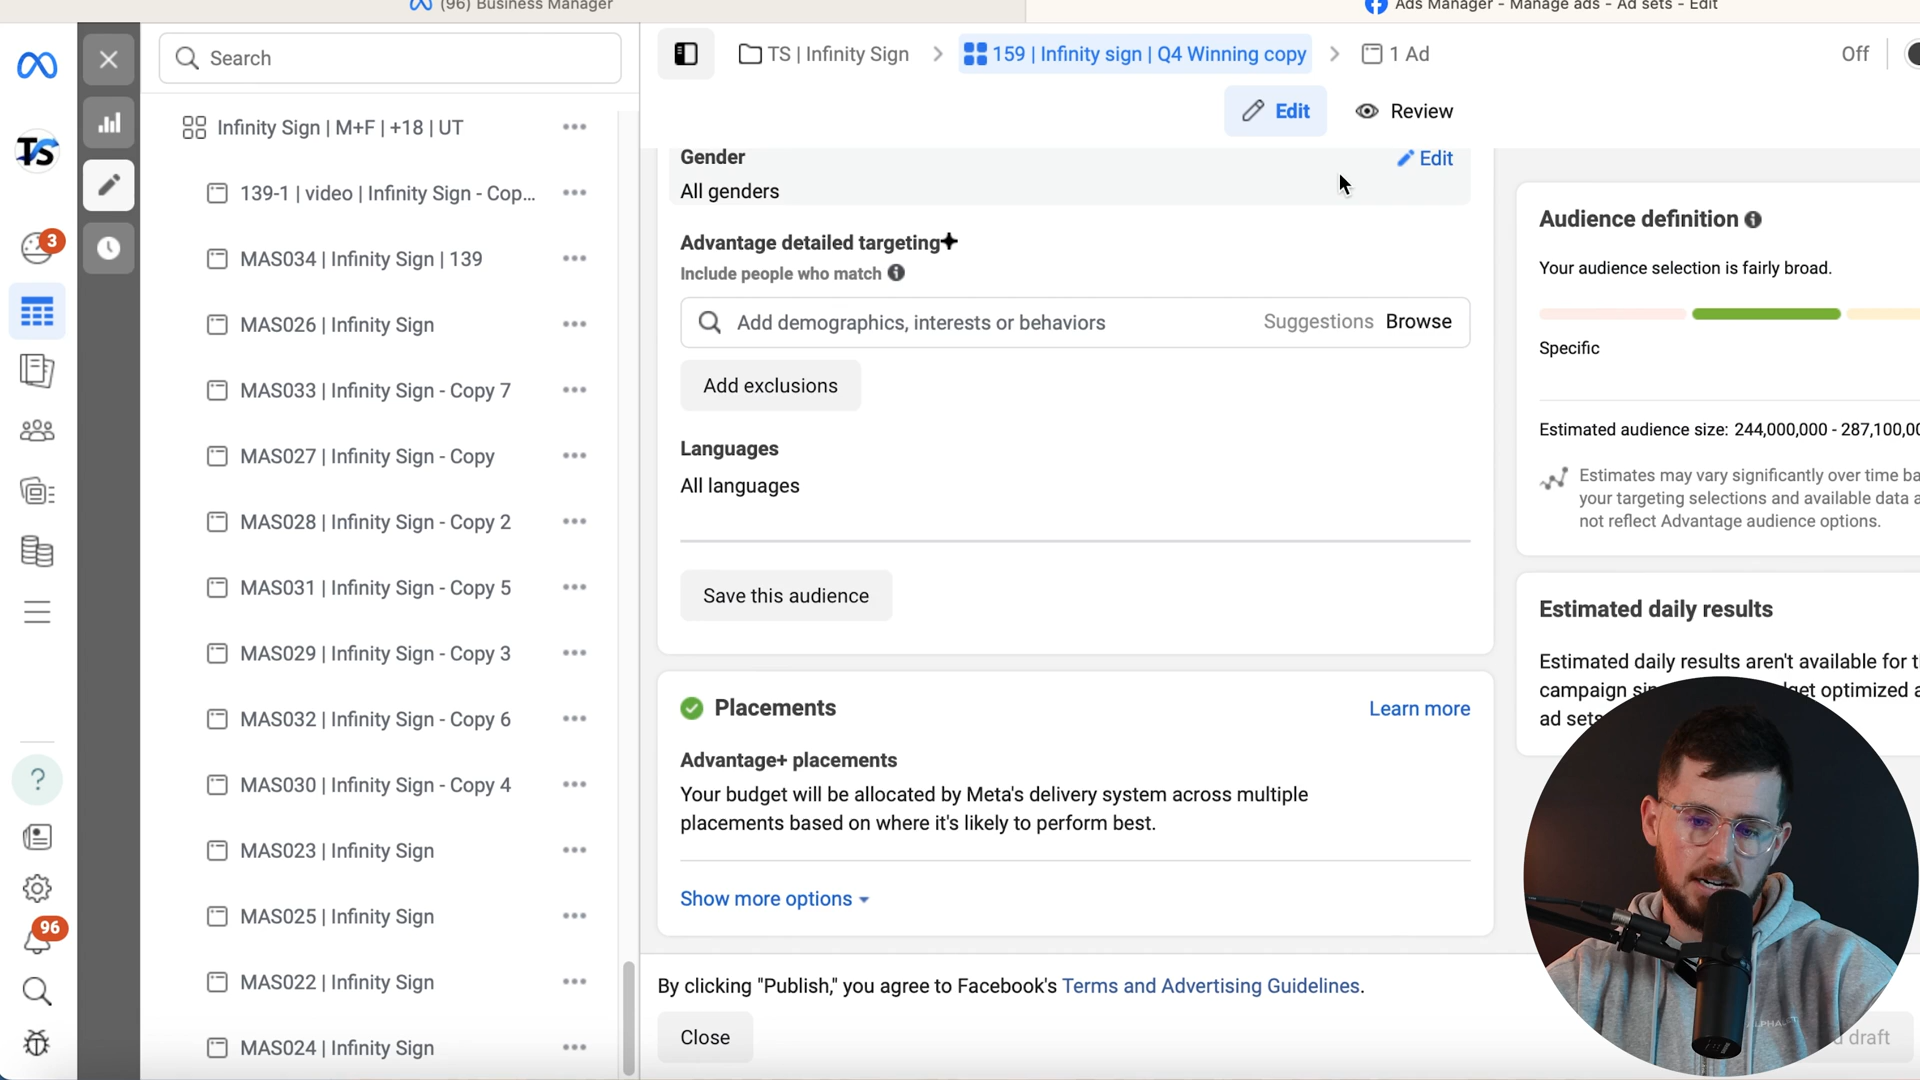 (96) Business Manager
Ads Manager - Manage ads - Ad sets - Edit
Search
TS | Infinity Sign
159 | Infinity sign | Q4 Winning copy
1 Ad
Off
Edit
Review
TS
3
96
?
Infinity Sign | M+F | +18 | UT
139-1 | video | Infinity Sign - Cop...
MAS034 | Infinity Sign | 139
MAS026 | Infinity Sign
MAS033 | Infinity Sign - Copy 7
MAS027 | Infinity Sign - Copy
MAS028 | Infinity Sign - Copy 2
MAS031 | Infinity Sign - Copy 5
MAS029 | Infinity Sign - Copy 3
MAS032 | Infinity Sign - Copy 6
MAS030 | Infinity Sign - Copy 4
MAS023 | Infinity Sign
MAS025 | Infinity Sign
MAS022 | Infinity Sign
MAS024 | Infinity Sign
Gender
Edit
All genders
Advantage detailed targeting
Include people who match
Add demographics, interests or behaviors
Suggestions
Browse
Add exclusions
Languages
All languages
Save this audience
Placements
Learn more
Advantage+ placements
Your budget will be allocated by Meta's delivery system across multiple
placements based on where it's likely to perform best.
Show more options
By clicking "Publish," you agree to Facebook's Terms and Advertising Guidelines.
Close
Audience definition
Your audience selection is fairly broad.
Specific
Estimated audience size: 244,000,000 - 287,100,00
Estimates may vary significantly over time ba
your targeting selections and available data a
not reflect Advantage audience options.
Estimated daily results
Estimated daily results aren't available for t
campaign optimized a
ad sets
draft